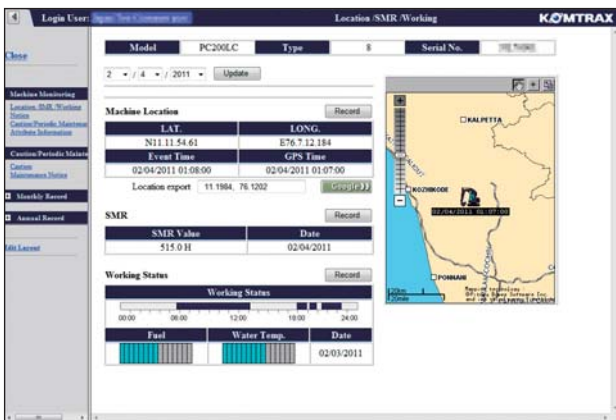 Login User:
Location /SMR /Working
KOMTRAX
Close
Machine Monitoring
Location /SMR /Working
Notice
Caution/Periodic Maintenan
Attribute Information
Caution/Periodic Mainte
Caution
Maintenance Notice
Monthly Record
Annual Record
Edit Layout
Model PC200LC Type 8 Serial No.
2 / 4 / 2011 Update
Machine Location Record
LAT. LONG.
N11.11.54.61 E76.7.12.184
Event Time GPS Time
02/04/2011 01:08:00 02/04/2011 01:07:00
Location export 11.1984, 76.1202 Google
SMR Record
SMR Value Date
515.0 H 02/04/2011
Working Status Record
Working Status
00:00 06:00 12:00 18:00 24:00
Fuel Water Temp. Date
02/03/2011
KALPETTA
KOZHIKODE
02/04/2011 01:07:00
PONNANI
20km
20mile